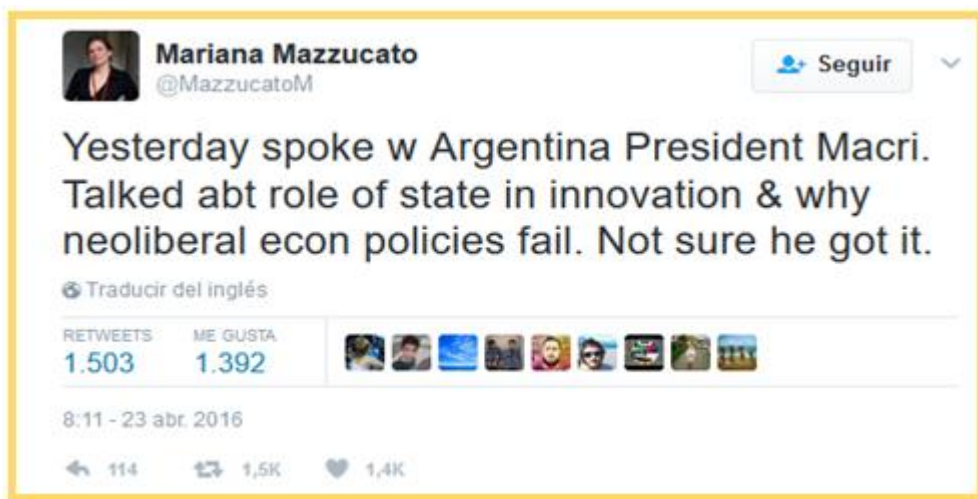 Mariana Mazzucato
@MazzucatoM
Seguir
Yesterday spoke w Argentina President Macri.
Talked abt role of state in innovation & why
neoliberal econ policies fail. Not sure he got it.
Traducir del inglés
RETWEETS ME GUSTA
1.503 1.392
8:11 - 23 abr. 2016
114 1,5K 1,4K